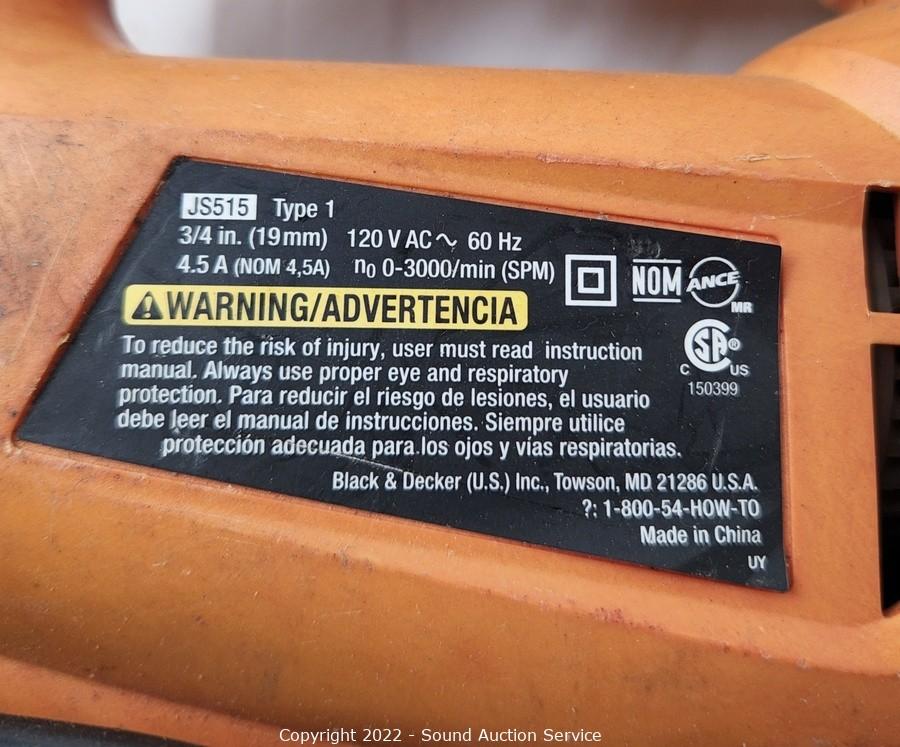 JS515 Type 1
3/4 in. (19mm) 120 V AC ~ 60 Hz
4.5 A (NOM 4,5A) n₀ 0-3000/min (SPM)
NOM ANCE MR
⚠WARNING/ADVERTENCIA
SA ® C US
150399
To reduce the risk of injury, user must read instruction
manual. Always use proper eye and respiratory
protection. Para reducir el riesgo de lesiones, el usuario
debe leer el manual de instrucciones. Siempre utilice
protección adecuada para los ojos y vías respiratorias.
Black & Decker (U.S.) Inc., Towson, MD 21286 U.S.A.
?: 1-800-54-HOW-TO
Made in China
UY
Copyright 2022 - Sound Auction Service